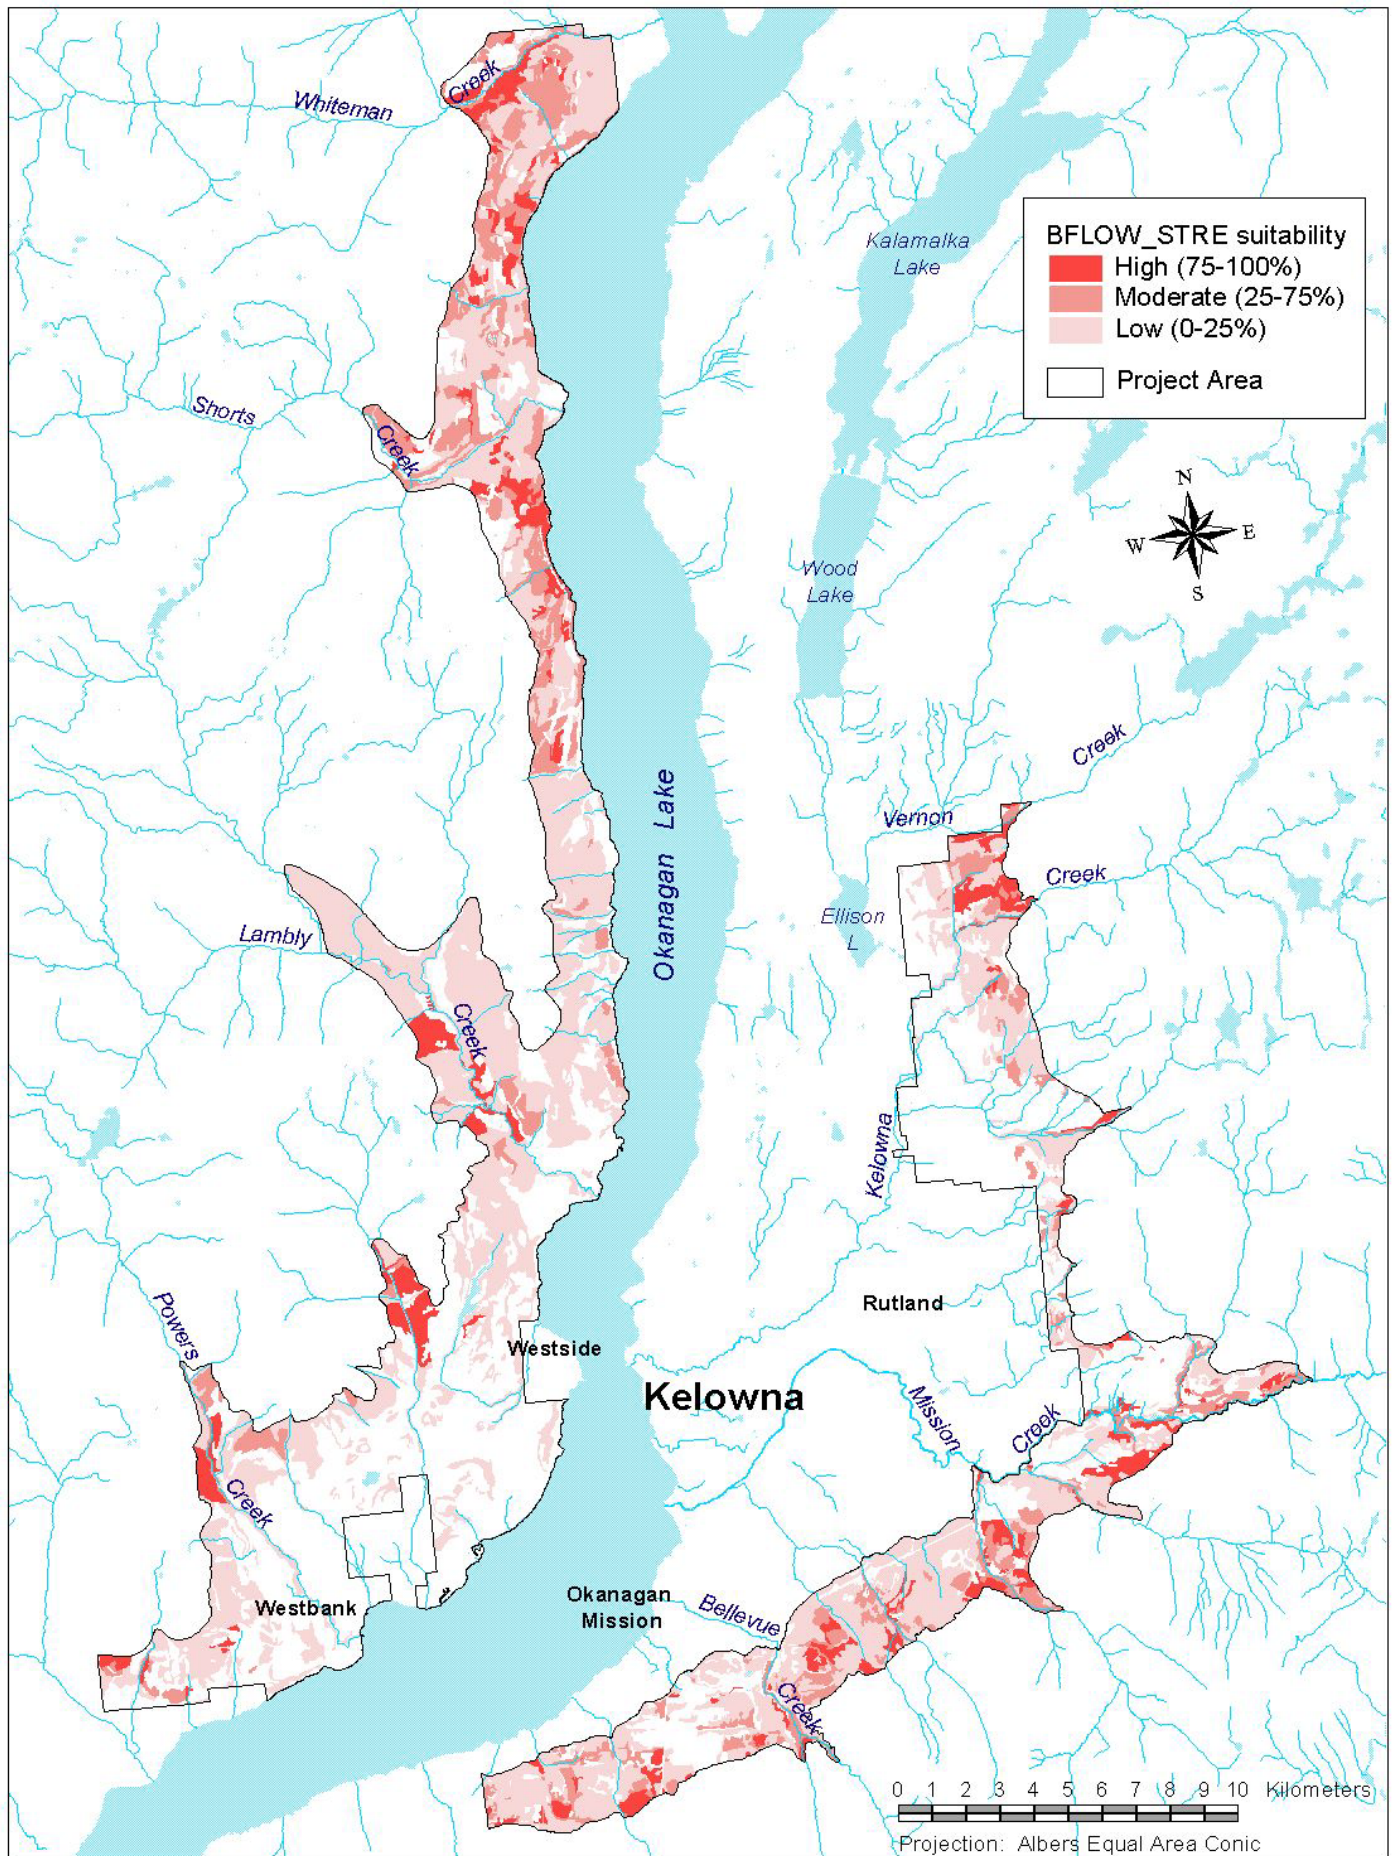 Creek
Whiteman
BFLOW_STRE suitability
High (75-100%)
Moderate (25-75%)
Low (0-25%)
Project Area
Kalamalka
Lake
Shorts
Creek
N
W
E
S
Wood
Lake
Creek
Vernon
Okanagan Lake
Creek
Ellison
L
Lambly
Creek
Kelowna
Powers
Rutland
Westside
Kelowna
Mission
Creek
Creek
Okanagan
Mission
Bellevue
Westbank
Creek
0 1 2 3 4 5 6 7 8 9 10 Kilometers
Projection: Albers Equal Area Conic